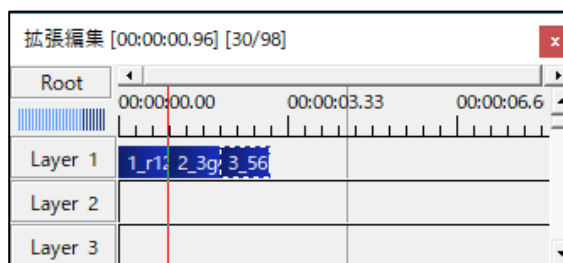 拡張編集 [00:00:00.96] [30/98]
x
Root
00:00:00.00 00:00:03.33 00:00:06.6
Layer 1 1_r12 2_3g 3_56
Layer 2
Layer 3